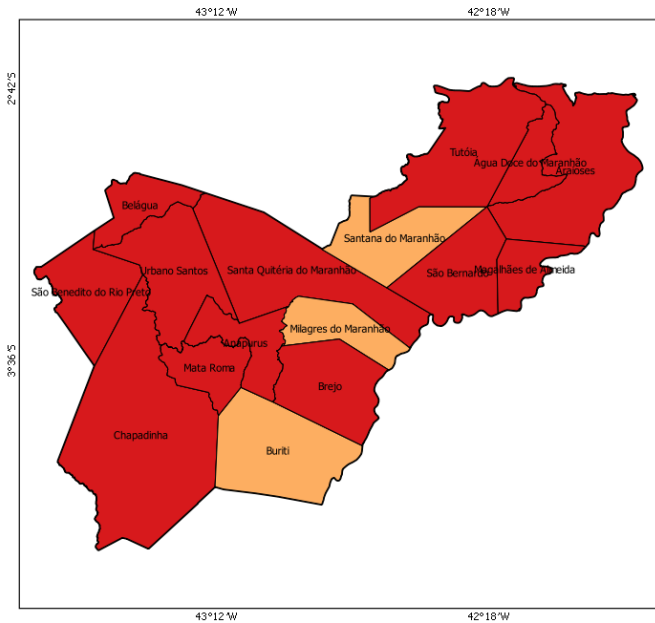 43°12'W 42°18'W
2°42'S
Tutóia
Água Doce do Maranhão
Araioses
Belágua
Santana do Maranhão
Urbano Santos
Santa Quitéria do Maranhão
São Bernardo
Magalhães de Almeida
São Benedito do Rio Preto
Milagres do Maranhão
Anapurus
3°36'S
Mata Roma
Brejo
Chapadinha
Buriti
43°12'W 42°18'W